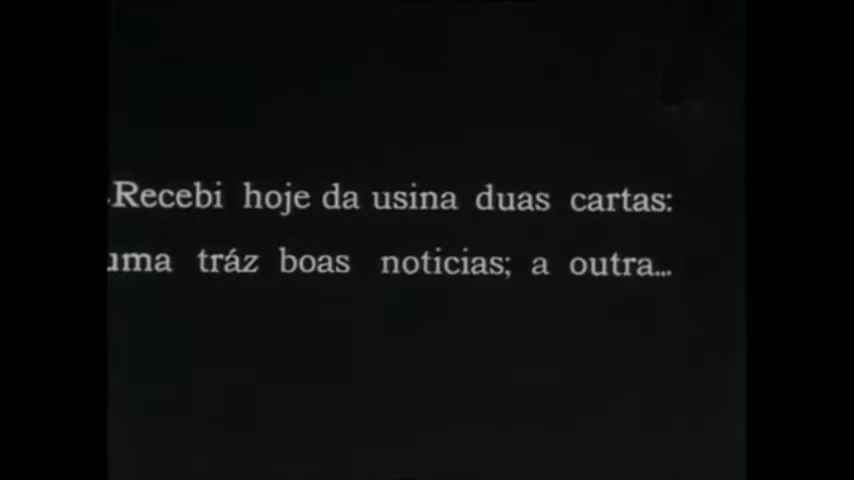 Recebi hoje da usina duas cartas:
uma tráz boas noticias; a outra...